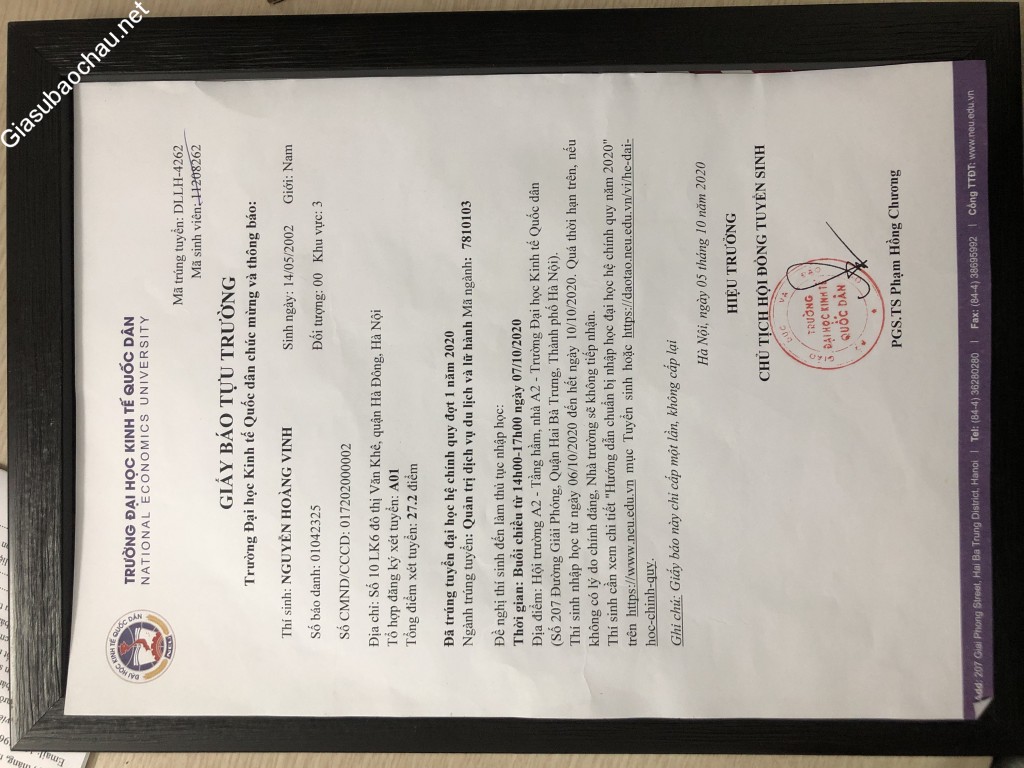 Giasubaochau.net
TRƯỜNG ĐẠI HỌC KINH TẾ QUỐC DÂN
NATIONAL ECONOMICS UNIVERSITY
ĐẠI HỌC KINH TẾ QUỐC DÂN
Mã trúng tuyển: DLLH-4262
Mã sinh viên: 11208262
GIẤY BÁO TỰU TRƯỜNG
Trường Đại học Kinh tế Quốc dân chúc mừng và thông báo:
Thí sinh: NGUYỄN HOÀNG VINH Sinh ngày: 14/05/2002 Giới: Nam
Số báo danh: 01042325 Đối tượng: 00 Khu vực: 3
Số CMND/CCCD: 017202000002
Địa chỉ: Số 10 LK6 đô thị Văn Khê, quận Hà Đông, Hà Nội
Tổ hợp đăng ký xét tuyển: A01
Tổng điểm xét tuyển: 27.2 điểm
Đã trúng tuyển đại học hệ chính quy đợt 1 năm 2020
Ngành trúng tuyển: Quản trị dịch vụ du lịch và lữ hành Mã ngành: 7810103
Đề nghị thí sinh đến làm thủ tục nhập học:
Thời gian: Buổi chiều từ 14h00-17h00 ngày 07/10/2020
Địa điểm: Hội trường A2 - Tầng hầm, nhà A2 - Trường Đại học Kinh tế Quốc dân
(Số 207 Đường Giải Phóng, Quận Hai Bà Trưng, Thành phố Hà Nội).
Thí sinh nhập học từ ngày 06/10/2020 đến hết ngày 10/10/2020. Quá thời hạn trên, nếu
không có lý do chính đáng, Nhà trường sẽ không tiếp nhận.
Thí sinh cần xem chi tiết "Hướng dẫn chuẩn bị nhập học đại học hệ chính quy năm 2020"
trên https://www.neu.edu.vn mục Tuyển sinh hoặc https://daotao.neu.edu.vn/vi/he-dai-
hoc-chinh-quy.
Ghi chú: Giấy báo này chỉ cấp một lần, không cấp lại
Hà Nội, ngày 05 tháng 10 năm 2020
HIỆU TRƯỞNG
CHỦ TỊCH HỘI ĐỒNG TUYỂN SINH
TRƯỜNG
ĐẠI HỌC KINH TẾ
QUỐC DÂN
PGS.TS Phạm Hồng Chương
Add: 207 Giai Phong Street, Hai Ba Trung District, Hanoi | Tel: (84-4) 36280280 | Fax: (84-4) 38695992 | Cổng TTĐT: www.neu.edu.vn
Email: